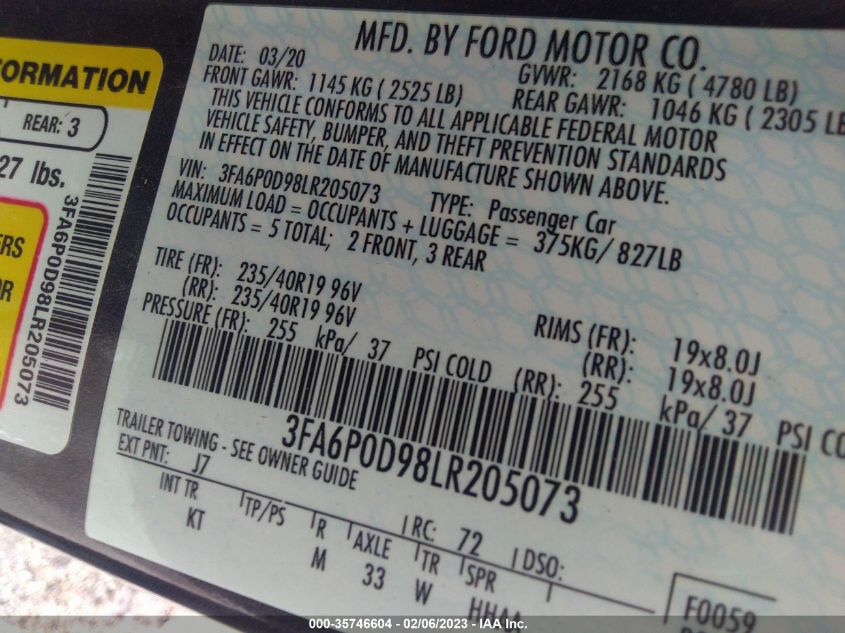 MFD. BY FORD MOTOR CO.
DATE: 03/20 GVWR: 2168 KG ( 4780 LB)
FRONT GAWR: 1145 KG ( 2525 LB) REAR GAWR: 1046 KG ( 2305 LB
THIS VEHICLE CONFORMS TO ALL APPLICABLE FEDERAL MOTOR
VEHICLE SAFETY, BUMPER, AND THEFT PREVENTION STANDARDS
IN EFFECT ON THE DATE OF MANUFACTURE SHOWN ABOVE.
VIN: 3FA6P0D98LR205073 TYPE: Passenger Car
MAXIMUM LOAD = OCCUPANTS + LUGGAGE = 375KG/ 827LB
OCCUPANTS = 5 TOTAL; 2 FRONT, 3 REAR
TIRE (FR): 235/40R19 96V RIMS (FR): 19x8.0J
(RR): 235/40R19 96V (RR): 19x8.0J
PRESSURE (FR): 255 kPa/ 37 PSI COLD (RR): 255 kPa/ 37 PSI CO
3FA6P0D98LR205073
TRAILER TOWING - SEE OWNER GUIDE
EXT PNT: J7 RC: 72 DSO:
INT TR TP/PS R AXLE TR SPR F0059
KT M 33 W
ORMATION
REAR: 3
27 lbs.
3FA6P0D98LR205073
ERS
OR
000-35746604 - 02/06/2023 - IAA Inc.